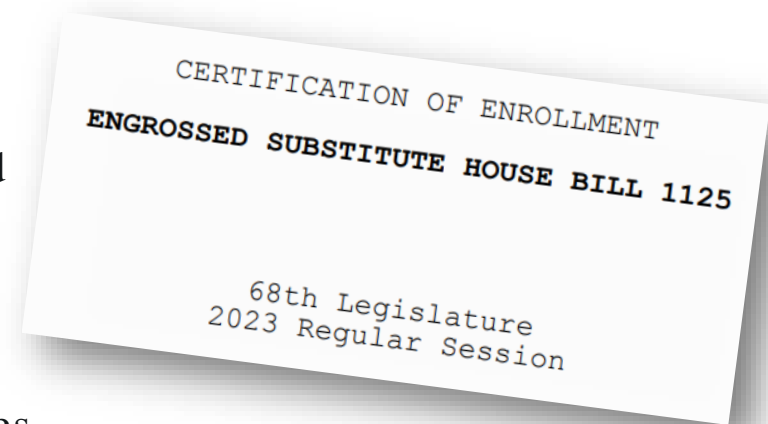 CERTIFICATION OF ENROLLMENT
ENGROSSED SUBSTITUTE HOUSE BILL 1125
68th Legislature
2023 Regular Session